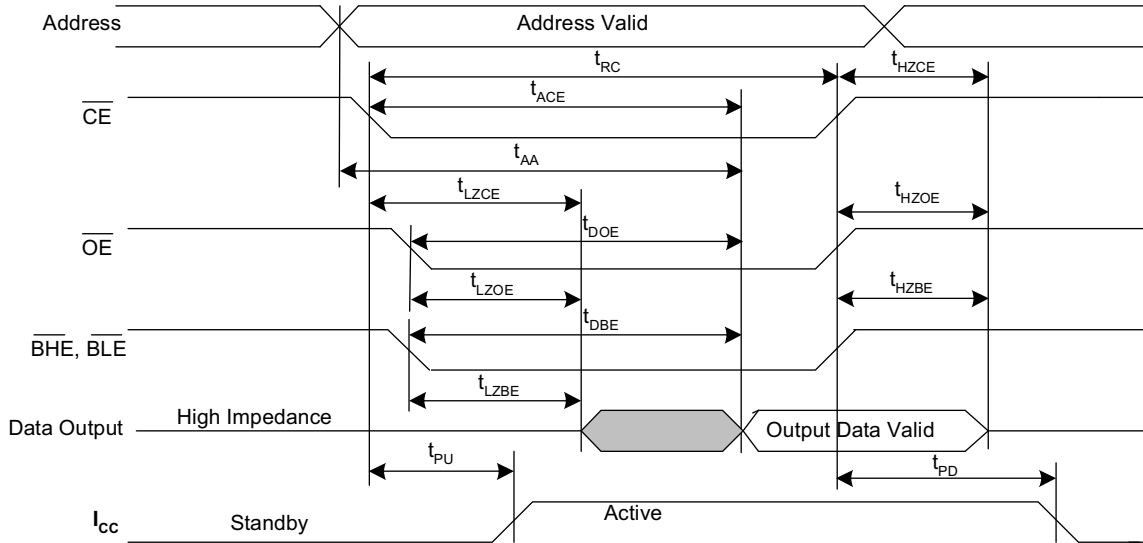 Address
Address Valid
tRC
tHZCE
tACE
CE
tAA
tLZCE
tHZOE
OE
tDOE
tLZOE
tHZBE
tDBE
BHE, BLE
tLZBE
Data Output
High Impedance
Output Data Valid
tPU
tPD
ICC
Standby
Active